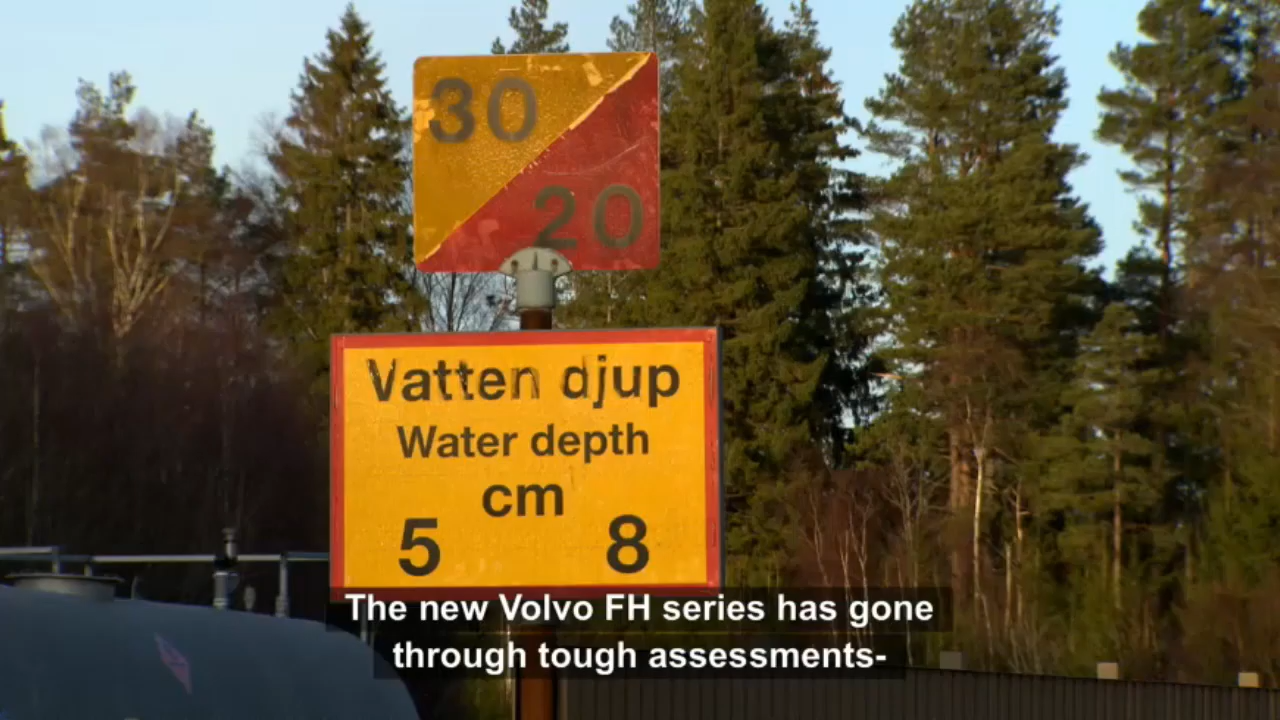 30
20
Vatten djup
Water depth
cm
5 8
The new Volvo FH series has gone
through tough assessments-